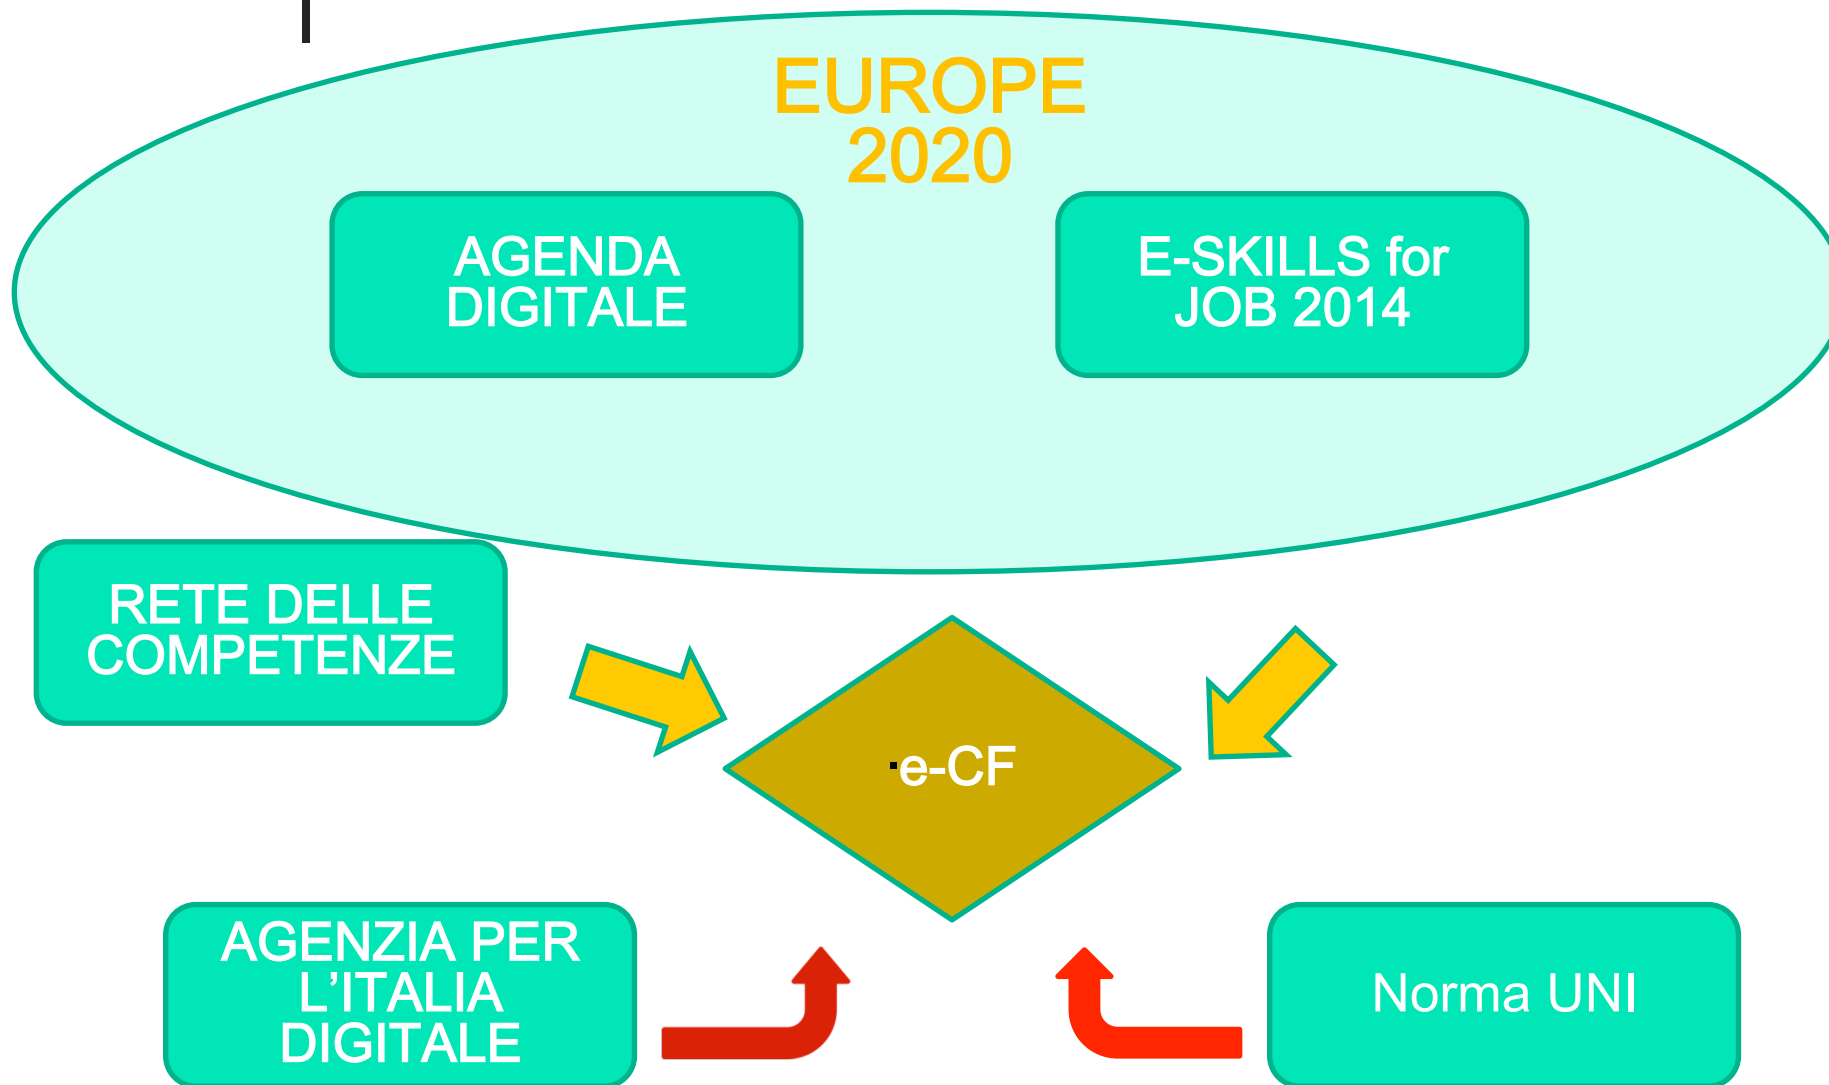 EUROPE
2020
AGENDA
DIGITALE
E-SKILLS for
JOB 2014
RETE DELLE
COMPETENZE
▪e-CF
AGENZIA PER
L’ITALIA
DIGITALE
Norma UNI